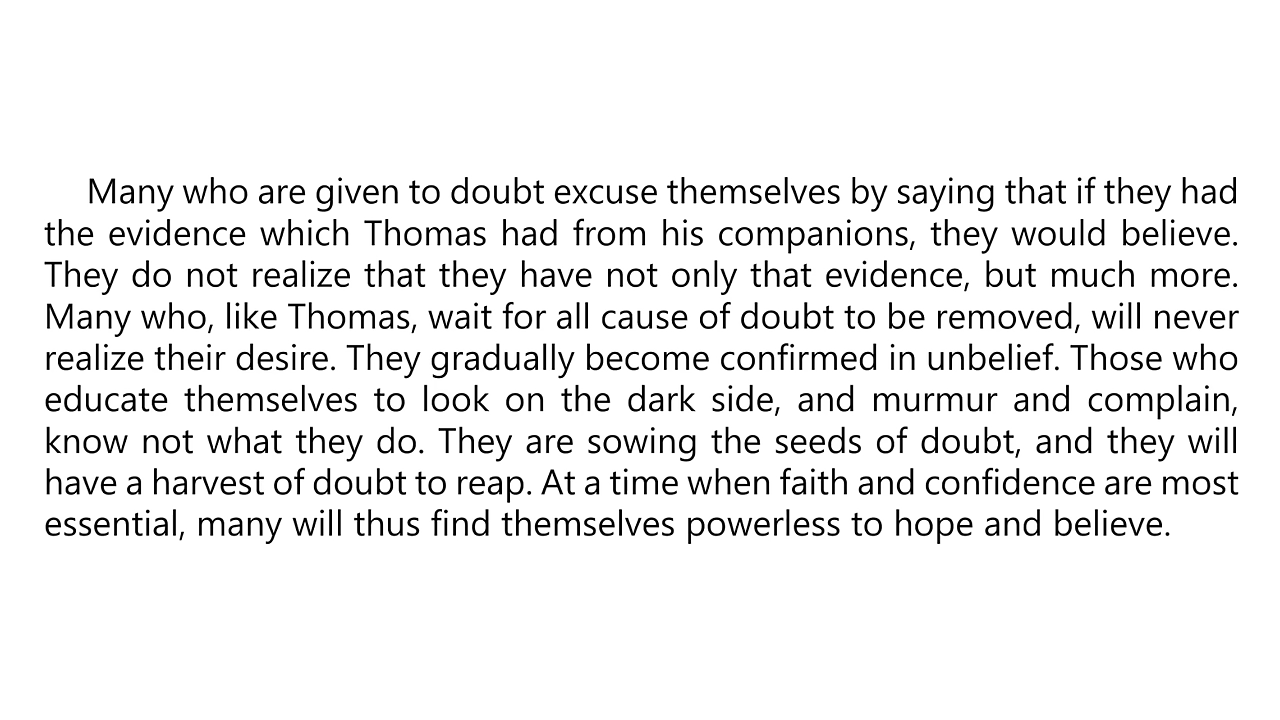 Many who are given to doubt excuse themselves by saying that if they had
the evidence which Thomas had from his companions, they would believe.
They do not realize that they have not only that evidence, but much more.
Many who, like Thomas, wait for all cause of doubt to be removed, will never
realize their desire. They gradually become confirmed in unbelief. Those who
educate themselves to look on the dark side, and murmur and complain,
know not what they do. They are sowing the seeds of doubt, and they will
have a harvest of doubt to reap. At a time when faith and confidence are most
essential, many will thus find themselves powerless to hope and believe.